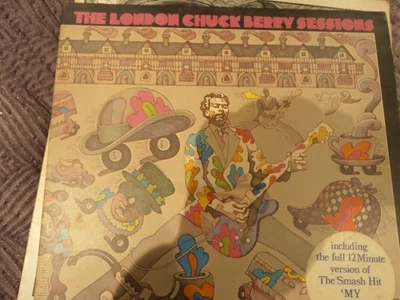 THE LONDON CHUCK BERRY SESSIONS
including
the full 12 Minute
version of
The Smash Hit
'MY